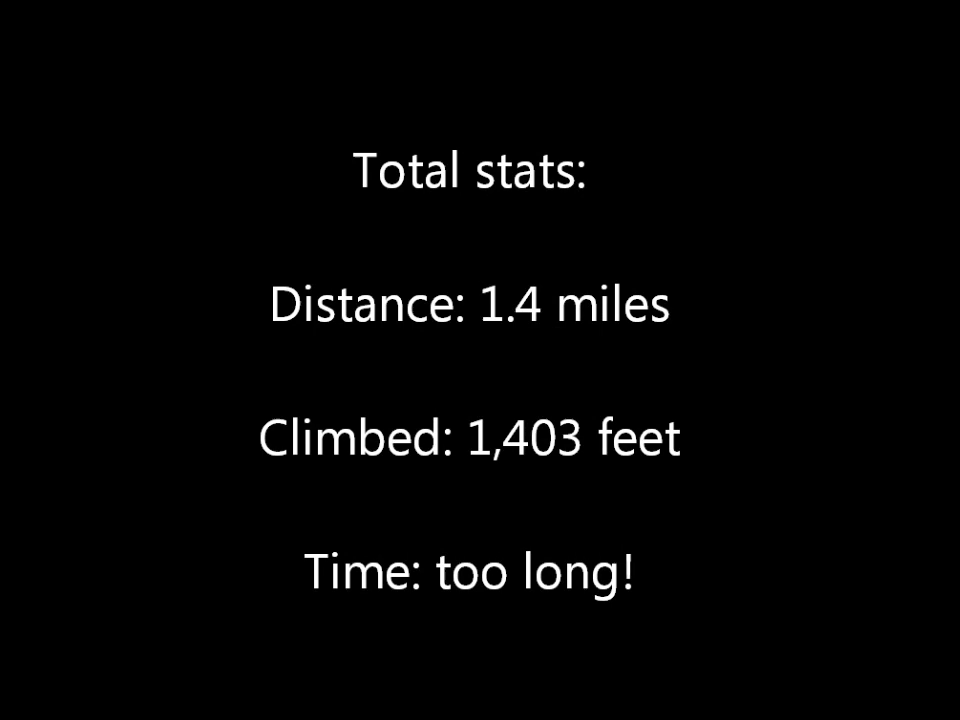 Total stats:
Distance: 1.4 miles
Climbed: 1,403 feet
Time: too long!